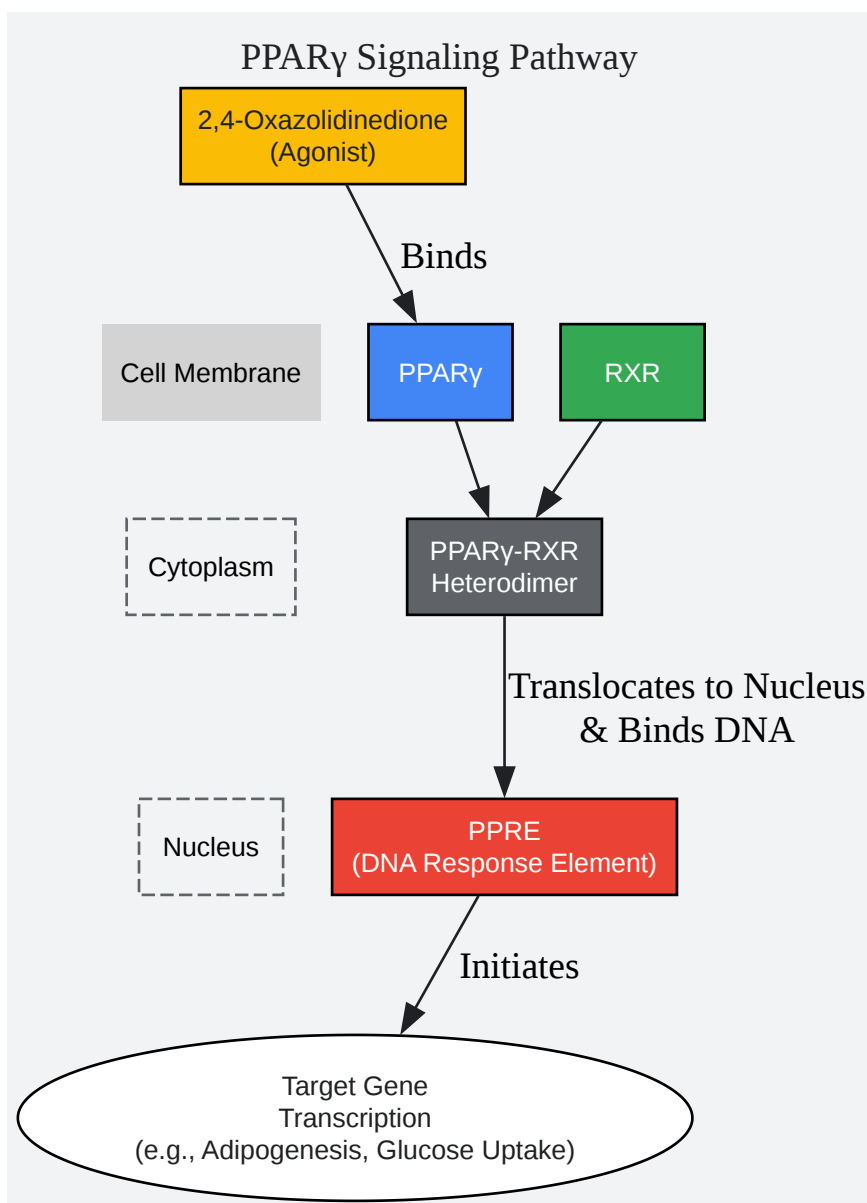 PPARγ Signaling Pathway
2,4-Oxazolidinedione
(Agonist)
Binds
Cell Membrane
PPARγ
RXR
Cytoplasm
PPARγ-RXR
Heterodimer
Translocates to Nucleus
& Binds DNA
Nucleus
PPRE
(DNA Response Element)
Initiates
Target Gene
Transcription
(e.g., Adipogenesis, Glucose Uptake)